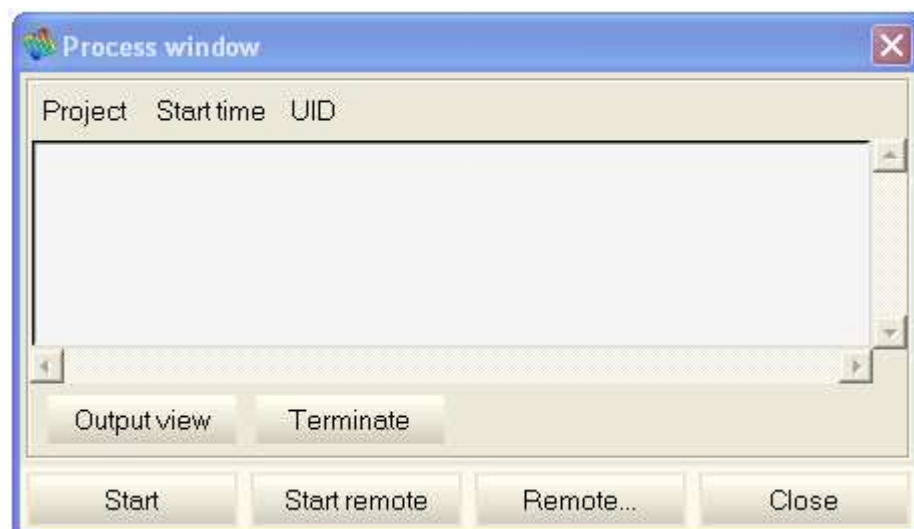 Process window
Project Start time UID
Output view Terminate
Start Start remote Remote... Close